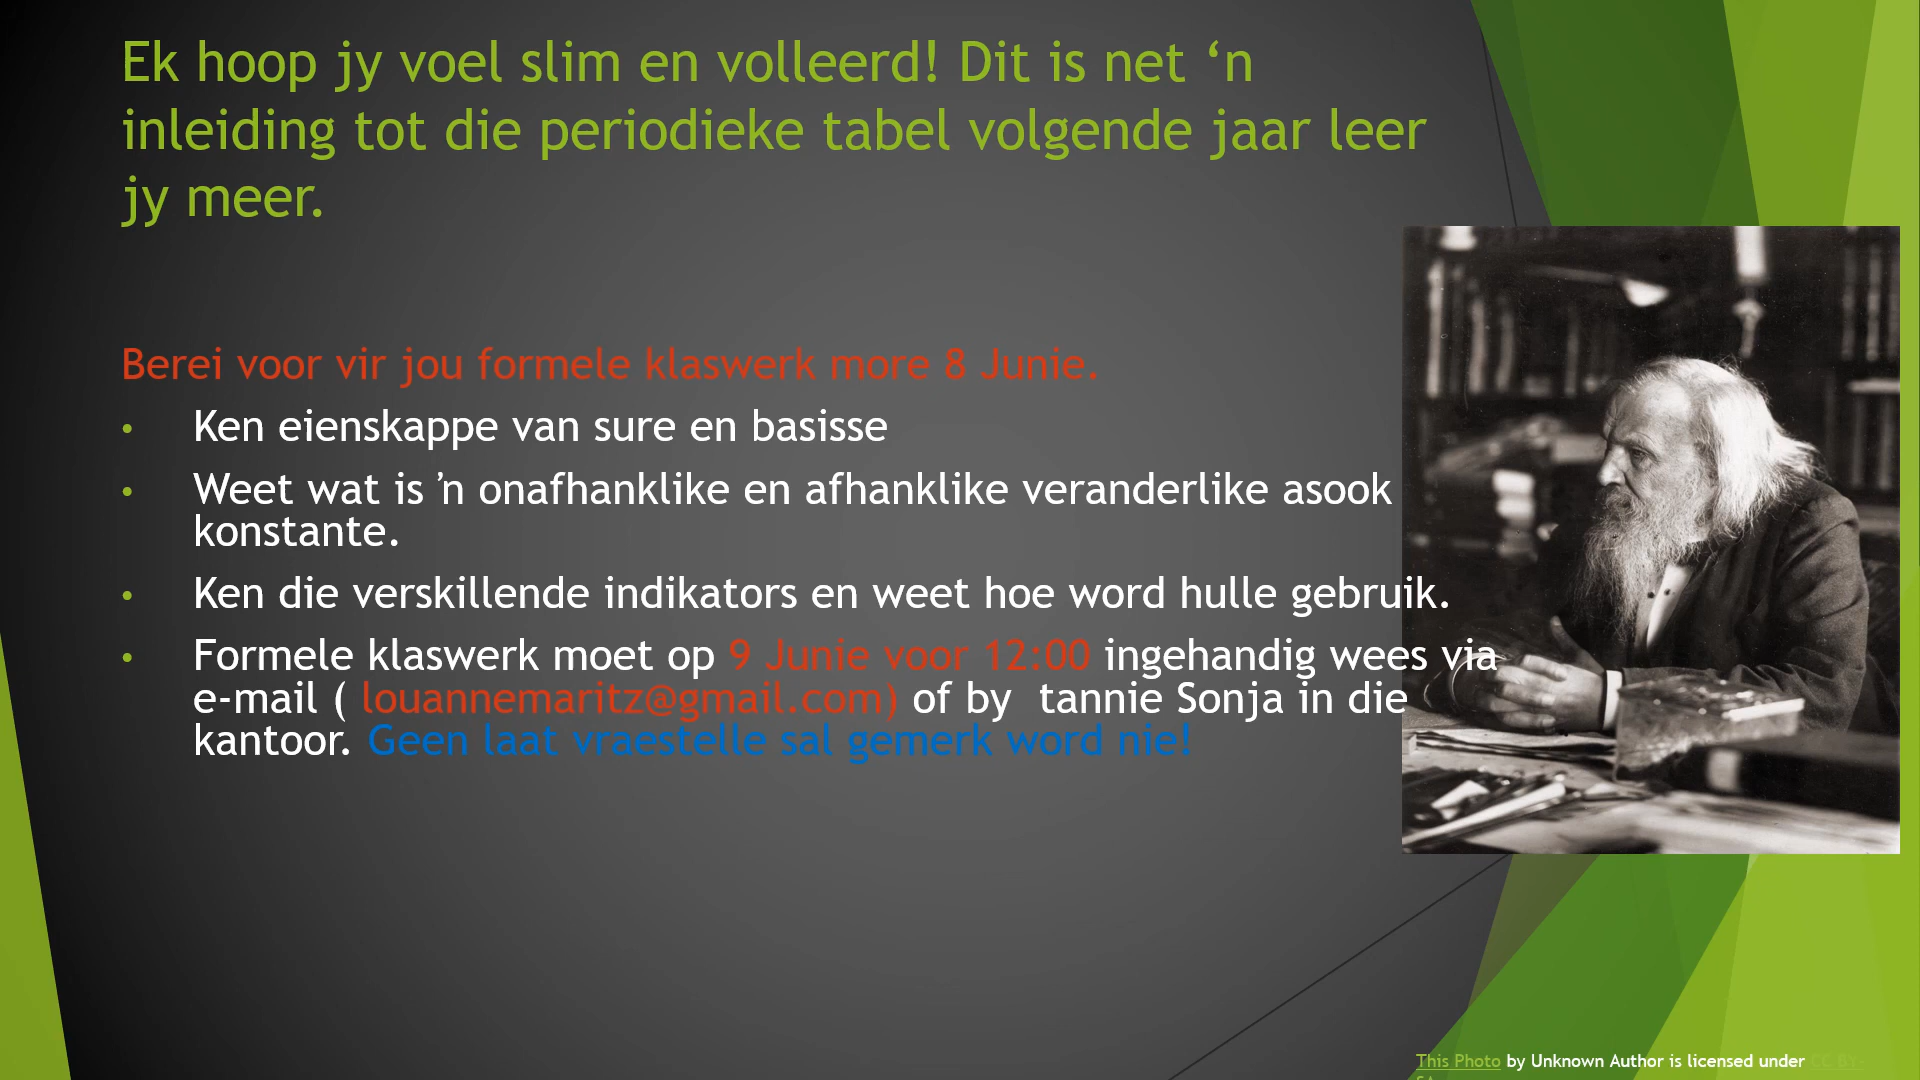 Ek hoop jy voel slim en volleerd! Dit is net ‘n
inleiding tot die periodieke tabel volgende jaar leer
jy meer.
Berei voor vir jou formele klaswerk more 8 Junie.
• Ken eienskappe van sure en basisse
• Weet wat is ŉ onafhanklike en afhanklike veranderlike asook
konstante.
• Ken die verskillende indikators en weet hoe word hulle gebruik.
• Formele klaswerk moet op 9 Junie voor 12:00 ingehandig wees via
e-mail ( louannemaritz@gmail.com) of by tannie Sonja in die
kantoor. Geen laat vraestelle sal gemerk word nie!
This Photo by Unknown Author is licensed under CC BY-